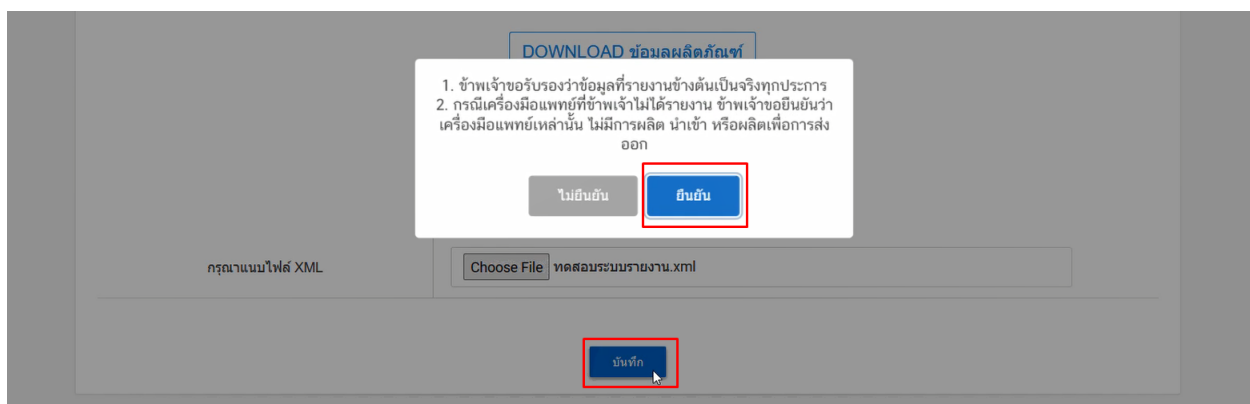 DOWNLOAD ข้อมูลผลิตภัณฑ์
1. ข้าพเจ้าขอรับรองว่าข้อมูลที่รายงานข้างต้นเป็นจริงทุกประการ
2. กรณีเครื่องมือแพทย์ที่ข้าพเจ้าไม่ได้รายงาน ข้าพเจ้าขอยืนยันว่า
เครื่องมือแพทย์เหล่านั้น ไม่มีการผลิต นำเข้า หรือผลิตเพื่อการส่ง
ออก
ไม่ยืนยัน ยืนยัน
กรุณาแนบไฟล์ XML Choose File ทดสอบระบบรายงาน.xml
บันทึก